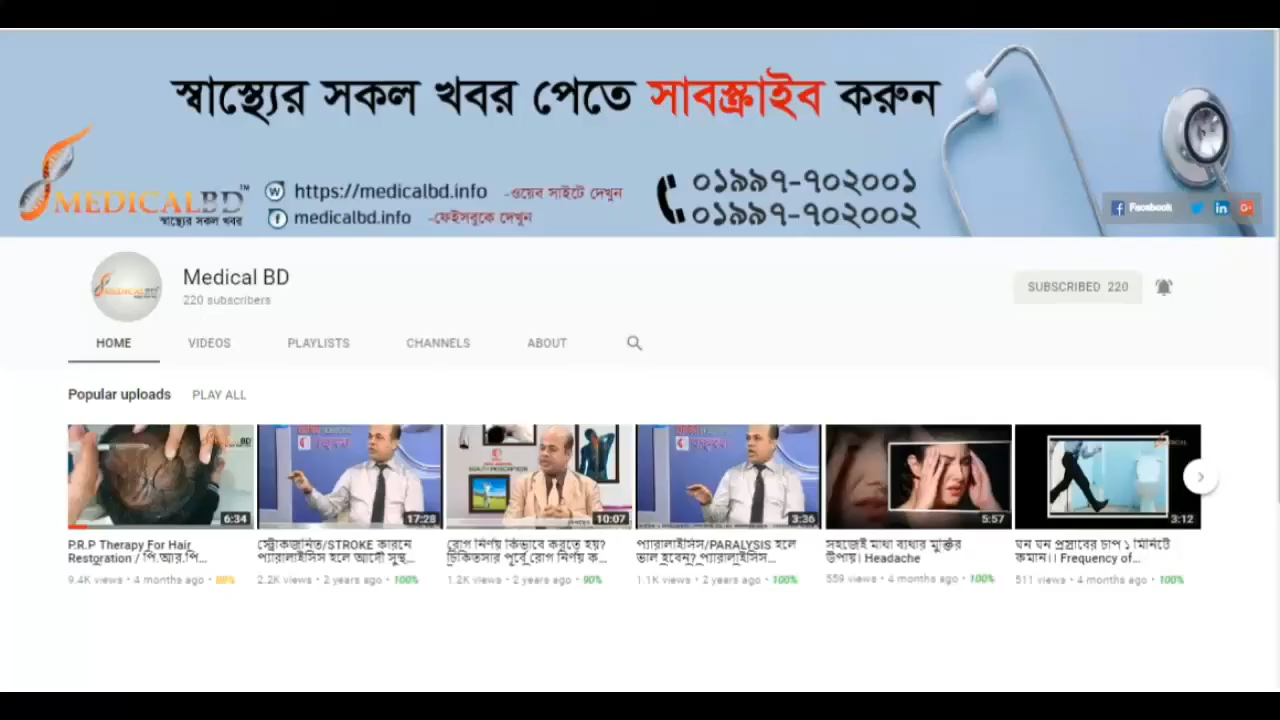 স্বাস্থ্যের সকল খবর পেতে সাবস্ক্রাইব করুন
MEDICALBD™
স্বাস্থ্যের সকল খবর
https://medicalbd.info -ওয়েব সাইটে দেখুন
medicalbd.info -ফেইসবুকে দেখুন
০১৯৯৭-৭০২০০১
০১৯৯৭-৭০২০০২
Facebook
Medical BD
220 subscribers
SUBSCRIBED 220
HOME VIDEOS PLAYLISTS CHANNELS ABOUT
Popular uploads PLAY ALL
6:34 17:28 10:07 3:36 5:57 3:12
P.R.P Therapy For Hair
Restoration / পি.আর.পি...
9.4K views • 4 months ago
স্ট্রোকজনিত/STROKE কারনে
প্যারালাইসিস হলে আদৌ সুস্থ...
2.2K views • 2 years ago • 100%
রোগ নির্ণয় কিভাবে করতে হয়?
চিকিতসার পূর্বে রোগ নির্ণয় ক...
1.2K views • 2 years ago • 90%
প্যারালাইসিস/PARALYSIS হলে
ভাল হবেন? প্যারালাইসিস...
1.1K views • 2 years ago • 100%
সহজেই মাথা ব্যথার মুক্তির
উপায়। Headache
559 views • 4 months ago • 100%
ঘন ঘন প্রস্রাবের চাপ ১ মিনিটে
কমান।। Frequency of...
511 views • 4 months ago • 100%